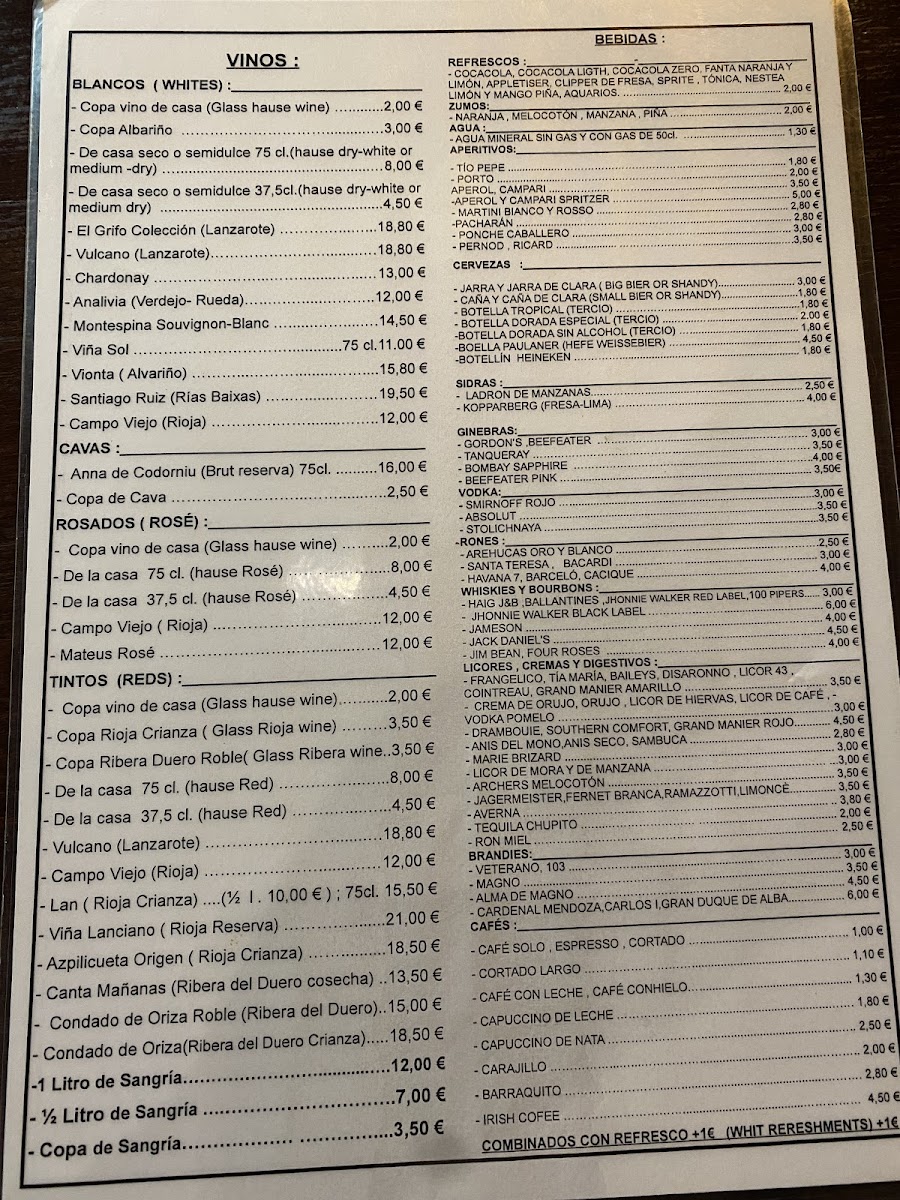 VINOS :
BLANCOS ( WHITES) :
- Copa vino de casa (Glass hause wine) ...........2,00 €
- Copa Albariño ................................................3,00 €
- De casa seco o semidulce 75 cl.(hause dry-white or
medium -dry) ....................................................8,00 €
- De casa seco o semidulce 37,5cl.(hause dry-white or
medium dry) ....................................................4,50 €
- El Grifo Colección (Lanzarote) .......................18,80 €
- Vulcano (Lanzarote).......................................18,80 €
- Chardonay .....................................................13,00 €
- Analivia (Verdejo- Rueda)..............................12,00 €
- Montespina Souvignon-Blanc .........................14,50 €
- Viña Sol ................................................75 cl.11.00 €
- Vionta ( Alvariño) ...........................................15,80 €
- Santiago Ruiz (Rías Baixas) ..........................19,50 €
- Campo Viejo (Rioja) .......................................12,00 €
CAVAS :
- Anna de Codorniu (Brut reserva) 75cl. ..........16,00 €
- Copa de Cava ..................................................2,50 €
ROSADOS ( ROSÉ) :
- Copa vino de casa (Glass hause wine) ..........2,00 €
- De la casa 75 cl. (hause Rosé) ........................8,00 €
- De la casa 37,5 cl. (hause Rosé) .....................4,50 €
- Campo Viejo ( Rioja) .......................................12,00 €
- Mateus Rosé ...................................................12,00 €
TINTOS (REDS) :
- Copa vino de casa (Glass hause wine)...........2,00 €
- Copa Rioja Crianza ( Glass Rioja wine) ..........3,50 €
- Copa Ribera Duero Roble( Glass Ribera wine..3,50 €
- De la casa 75 cl. (hause Red) .........................8,00 €
- De la casa 37,5 cl. (hause Red) ......................4,50 €
- Vulcano (Lanzarote) ........................................18,80 €
- Campo Viejo (Rioja) ........................................12,00 €
- Lan ( Rioja Crianza) ....(½ l . 10,00 € ) ; 75cl. 15,50 €
- Viña Lanciano ( Rioja Reserva) .......................21,00 €
- Azpilicueta Origen ( Rioja Crianza) .................18,50 €
- Canta Mañanas (Ribera del Duero cosecha) ..13,50 €
- Condado de Oriza Roble (Ribera del Duero)..15,00 €
- Condado de Oriza(Ribera del Duero Crianza).....18,50 €
-1 Litro de Sangría.............................................12,00 €
- ½ Litro de Sangría ..........................................7,00 €
- Copa de Sangría..............................................3,50 €
BEBIDAS :
REFRESCOS :
- COCACOLA, COCACOLA LIGTH, COCACOLA ZERO, FANTA NARANJA Y
LIMÓN, APPLETISER, CLIPPER DE FRESA, SPRITE , TÓNICA, NESTEA
LIMÓN Y MANGO PIÑA, AQUARIOS. ........................................ 2,00 €
ZUMOS:
- NARANJA , MELOCOTÓN , MANZANA , PIÑA ........................ 2,00 €
AGUA :
- AGUA MINERAL SIN GAS Y CON GAS DE 50cl. ...................... 1,30 €
APERITIVOS:
- TÍO PEPE ........................................................................ 1,80 €
- PORTO ........................................................................... 2,00 €
APEROL, CAMPARI ............................................................ 3,50 €
-APEROL Y CAMPARI SPRITZER ........................................ 5,00 €
- MARTINI BIANCO Y ROSSO .............................................. 2,80 €
-PACHARÁN ...................................................................... 2,80 €
- PONCHE CABALLERO ...................................................... 3,00 €
- PERNOD , RICARD ........................................................... 3,50 €
CERVEZAS :
- JARRA Y JARRA DE CLARA ( BIG BIER OR SHANDY)......................... 3,00 €
- CAÑA Y CAÑA DE CLARA (SMALL BIER OR SHANDY)........................1,80 €
- BOTELLA TROPICAL (TERCIO) ..........................................1,80 €
- BOTELLA DORADA ESPECIAL (TERCIO) ............................. 2.00 €
-BOTELLA DORADA SIN ALCOHOL (TERCIO) ....................... 1,80 €
-BOELLA PAULANER (HEFE WEISSEBIER) .......................... 4,50 €
-BOTELLÍN HEINEKEN ...................................................... 1,80 €
SIDRAS :
- LADRON DE MANZANAS.................................................. 2,50 €
- KOPPARBERG (FRESA-LIMA) ........................................... 4,00 €
GINEBRAS:
- GORDON'S ,BEEFEATER .................................................. 3,00 €
- TANQUERAY ................................................................... 3,50 €
- BOMBAY SAPPHIRE .........................................................4,00 €
- BEEFEATER PINK ............................................................ 3,50€
VODKA:
- SMIRNOFF ROJO .............................................................3,00 €
- ABSOLUT ........................................................................3,50 €
- STOLICHNAYA .................................................................3,50 €
-RONES :
- AREHUCAS ORO Y BLANCO ..............................................2,50 €
- SANTA TERESA , BACARDI .............................................. 3,00 €
- HAVANA 7, BARCELÓ, CACIQUE ....................................... 4,00 €
WHISKIES Y BOURBONS :
- HAIG J&B ,BALLANTINES ,JHONNIE WALKER RED LABEL,100 PIPERS...... 3,00 €
- JHONNIE WALKER BLACK LABEL ....................................... 6,00 €
- JAMESON ........................................................................ 4,00 €
- JACK DANIEL'S ................................................................ 4,50 €
- JIM BEAN, FOUR ROSES .................................................. 4,00 €
LICORES , CREMAS Y DIGESTIVOS :
- FRANGELICO, TÍA MARÍA, BAILEYS, DISARONNO , LICOR 43 ,
COINTREAU, GRAND MANIER AMARILLO ............................. 3,50 €
- CREMA DE ORUJO, ORUJO , LICOR DE HIERVAS, LICOR DE CAFÉ , -
VODKA POMELO ............................................................... 3,00 €
- DRAMBOUIE, SOUTHERN COMFORT, GRAND MANIER ROJO........... 4,50 €
- ANIS DEL MONO,ANIS SECO, SAMBUCA ............................ 2,80 €
- MARIE BRIZARD ............................................................... 3,00 €
- LICOR DE MORA Y DE MANZANA .......................................3,00 €
- ARCHERS MELOCOTÓN ................................................... 3,50 €
- JAGERMEISTER,FERNET BRANCA,RAMAZZOTTI,LIMONCÈ................ 3,50 €
- AVERNA ........................................................................... 3,80 €
- TEQUILA CHUPITO ........................................................... 2,00 €
- RON MIEL ........................................................................ 2,50 €
BRANDIES:
- VETERANO, 103 ............................................................... 3,00 €
- MAGNO ............................................................................ 3,50 €
- ALMA DE MAGNO ............................................................ 4,50 €
- CARDENAL MENDOZA,CARLOS I,GRAN DUQUE DE ALBA............... 6,00 €
CAFÉS :
- CAFÉ SOLO , ESPRESSO , CORTADO ................................. 1,00 €
- CORTADO LARGO ............................................................. 1,10 €
- CAFÉ CON LECHE , CAFÉ CONHIELO.................................. 1,30 €
- CAPUCCINO DE LECHE ..................................................... 1,80 €
- CAPUCCINO DE NATA ....................................................... 2,50 €
- CARAJILLO ....................................................................... 2,00 €
- BARRAQUITO .................................................................... 2,80 €
- IRISH COFEE .................................................................... 4,50 €
COMBINADOS CON REFRESCO +1€ (WHIT RERESHMENTS) +1€